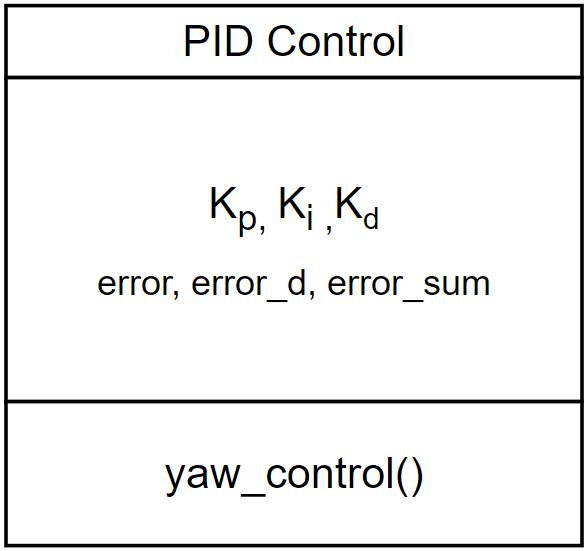 PID Control
Kp, Ki ,Kd
error, error_d, error_sum
yaw_control()